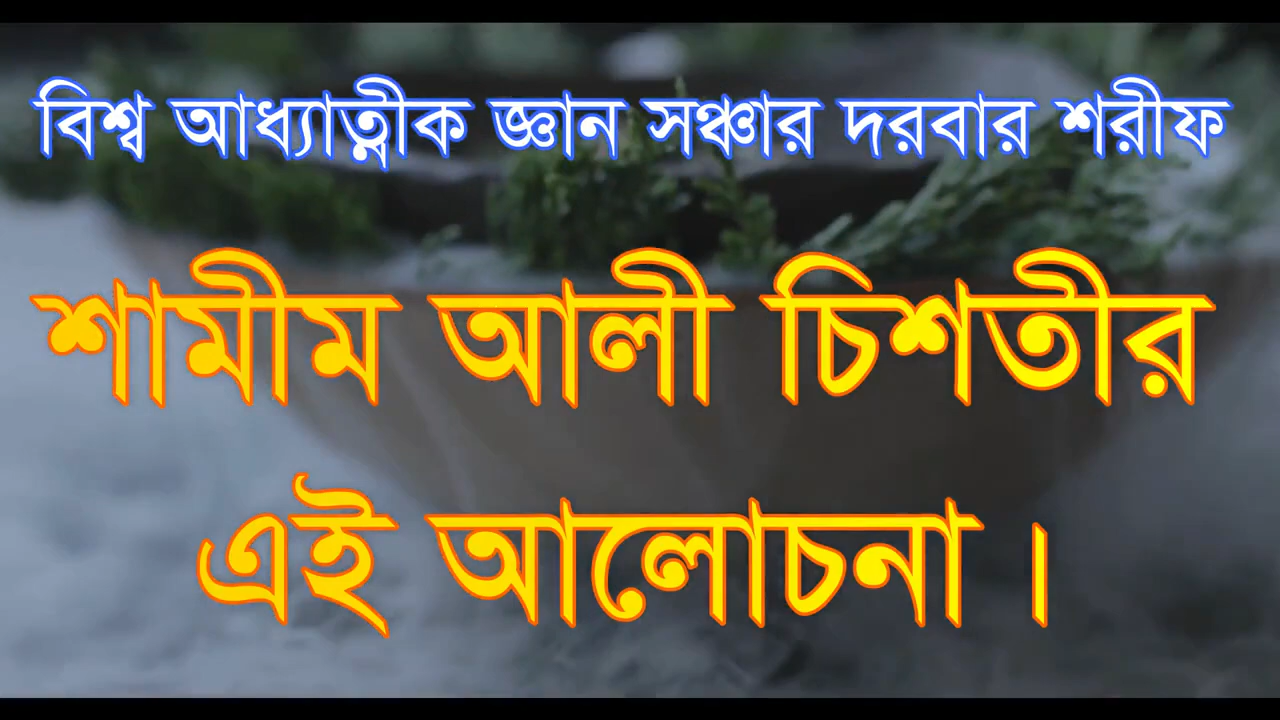 বিশ্ব আধ্যাত্নীক জ্ঞান সঞ্চার দরবার শরীফ
শামীম আলী চিশতীর
এই আলোচনা ।